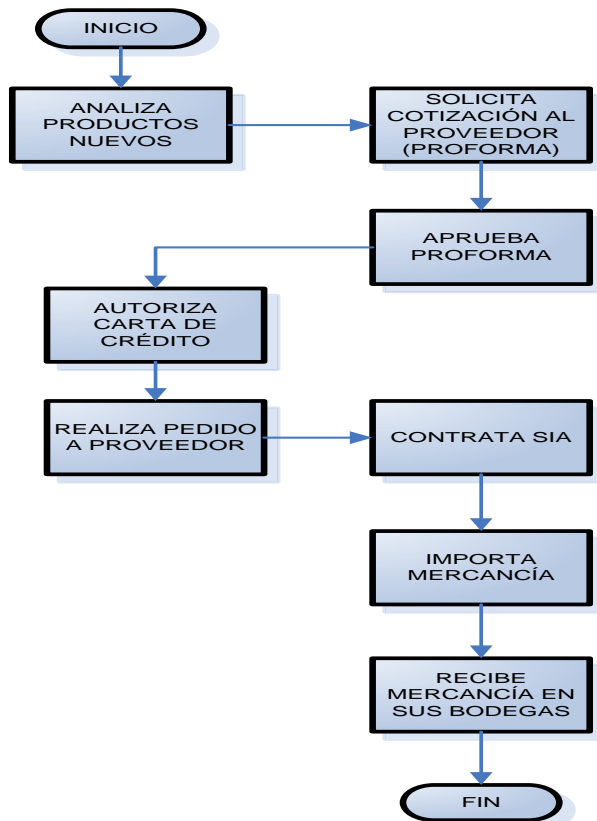 INICIO
ANALIZA
PRODUCTOS
NUEVOS
SOLICITA
COTIZACIÓN AL
PROVEEDOR
(PROFORMA)
APRUEBA
PROFORMA
AUTORIZA
CARTA DE
CRÉDITO
REALIZA PEDIDO
A PROVEEDOR
CONTRATA SIA
IMPORTA
MERCANCÍA
RECIBE
MERCANCÍA EN
SUS BODEGAS
FIN